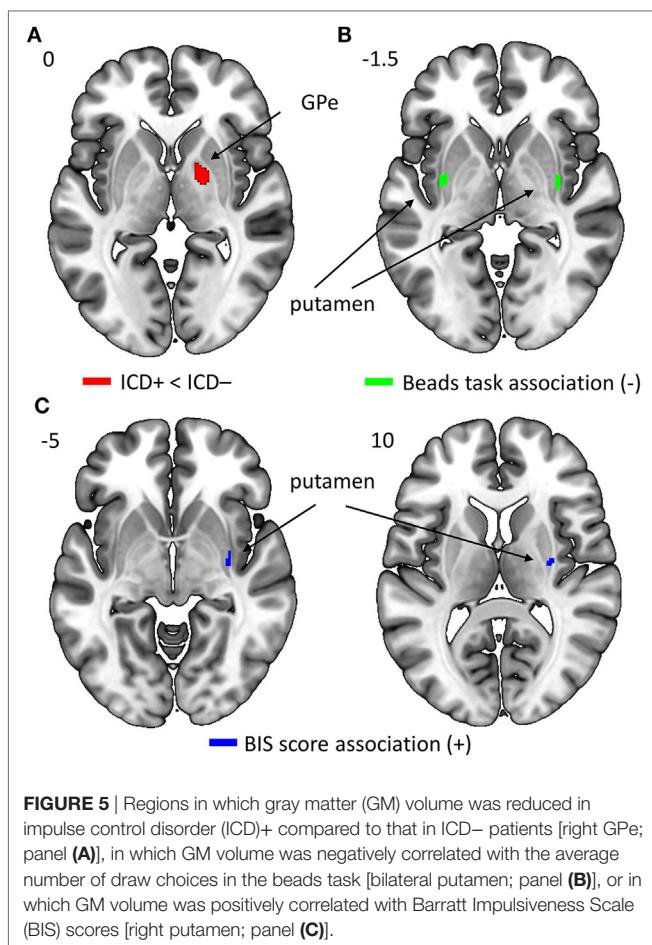 A
0
GPe
B
-1.5
putamen
ICD+ < ICD−
Beads task association (-)
C
-5
putamen
10
BIS score association (+)
FIGURE 5 | Regions in which gray matter (GM) volume was reduced in
impulse control disorder (ICD)+ compared to that in ICD− patients [right GPe;
panel (A)], in which GM volume was negatively correlated with the average
number of draw choices in the beads task [bilateral putamen; panel (B)], or in
which GM volume was positively correlated with Barratt Impulsiveness Scale
(BIS) scores [right putamen; panel (C)].